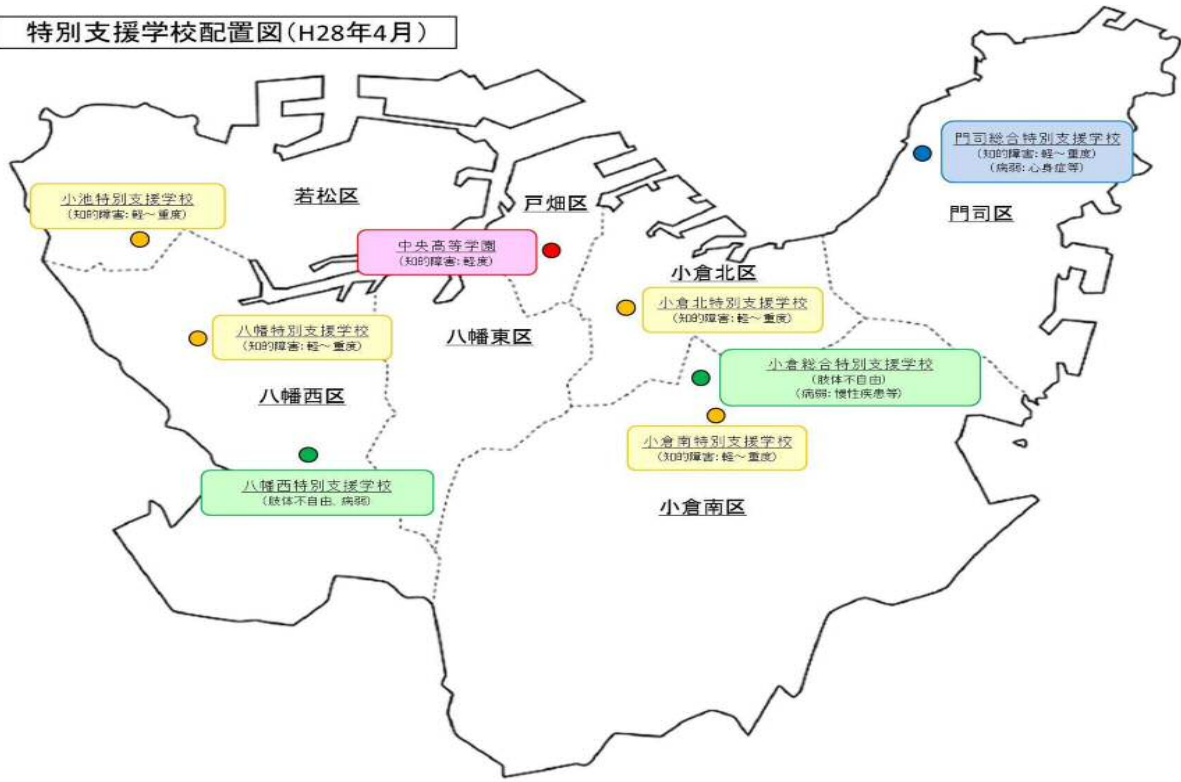 特別支援学校配置図(H28年4月)
門司総合特別支援学校
(知的障害:軽～重度)
(病弱:心身症等)
門司区
若松区
戸畑区
小池特別支援学校
(知的障害:軽～重度)
中央高等学園
(知的障害:軽度)
小倉北区
小倉北特別支援学校
(知的障害:軽～重度)
八幡特別支援学校
(知的障害:軽～重度)
八幡東区
小倉総合特別支援学校
(肢体不自由)
(病弱:慢性疾患等)
八幡西区
小倉南特別支援学校
(知的障害:軽～重度)
八幡西特別支援学校
(肢体不自由、病弱)
小倉南区